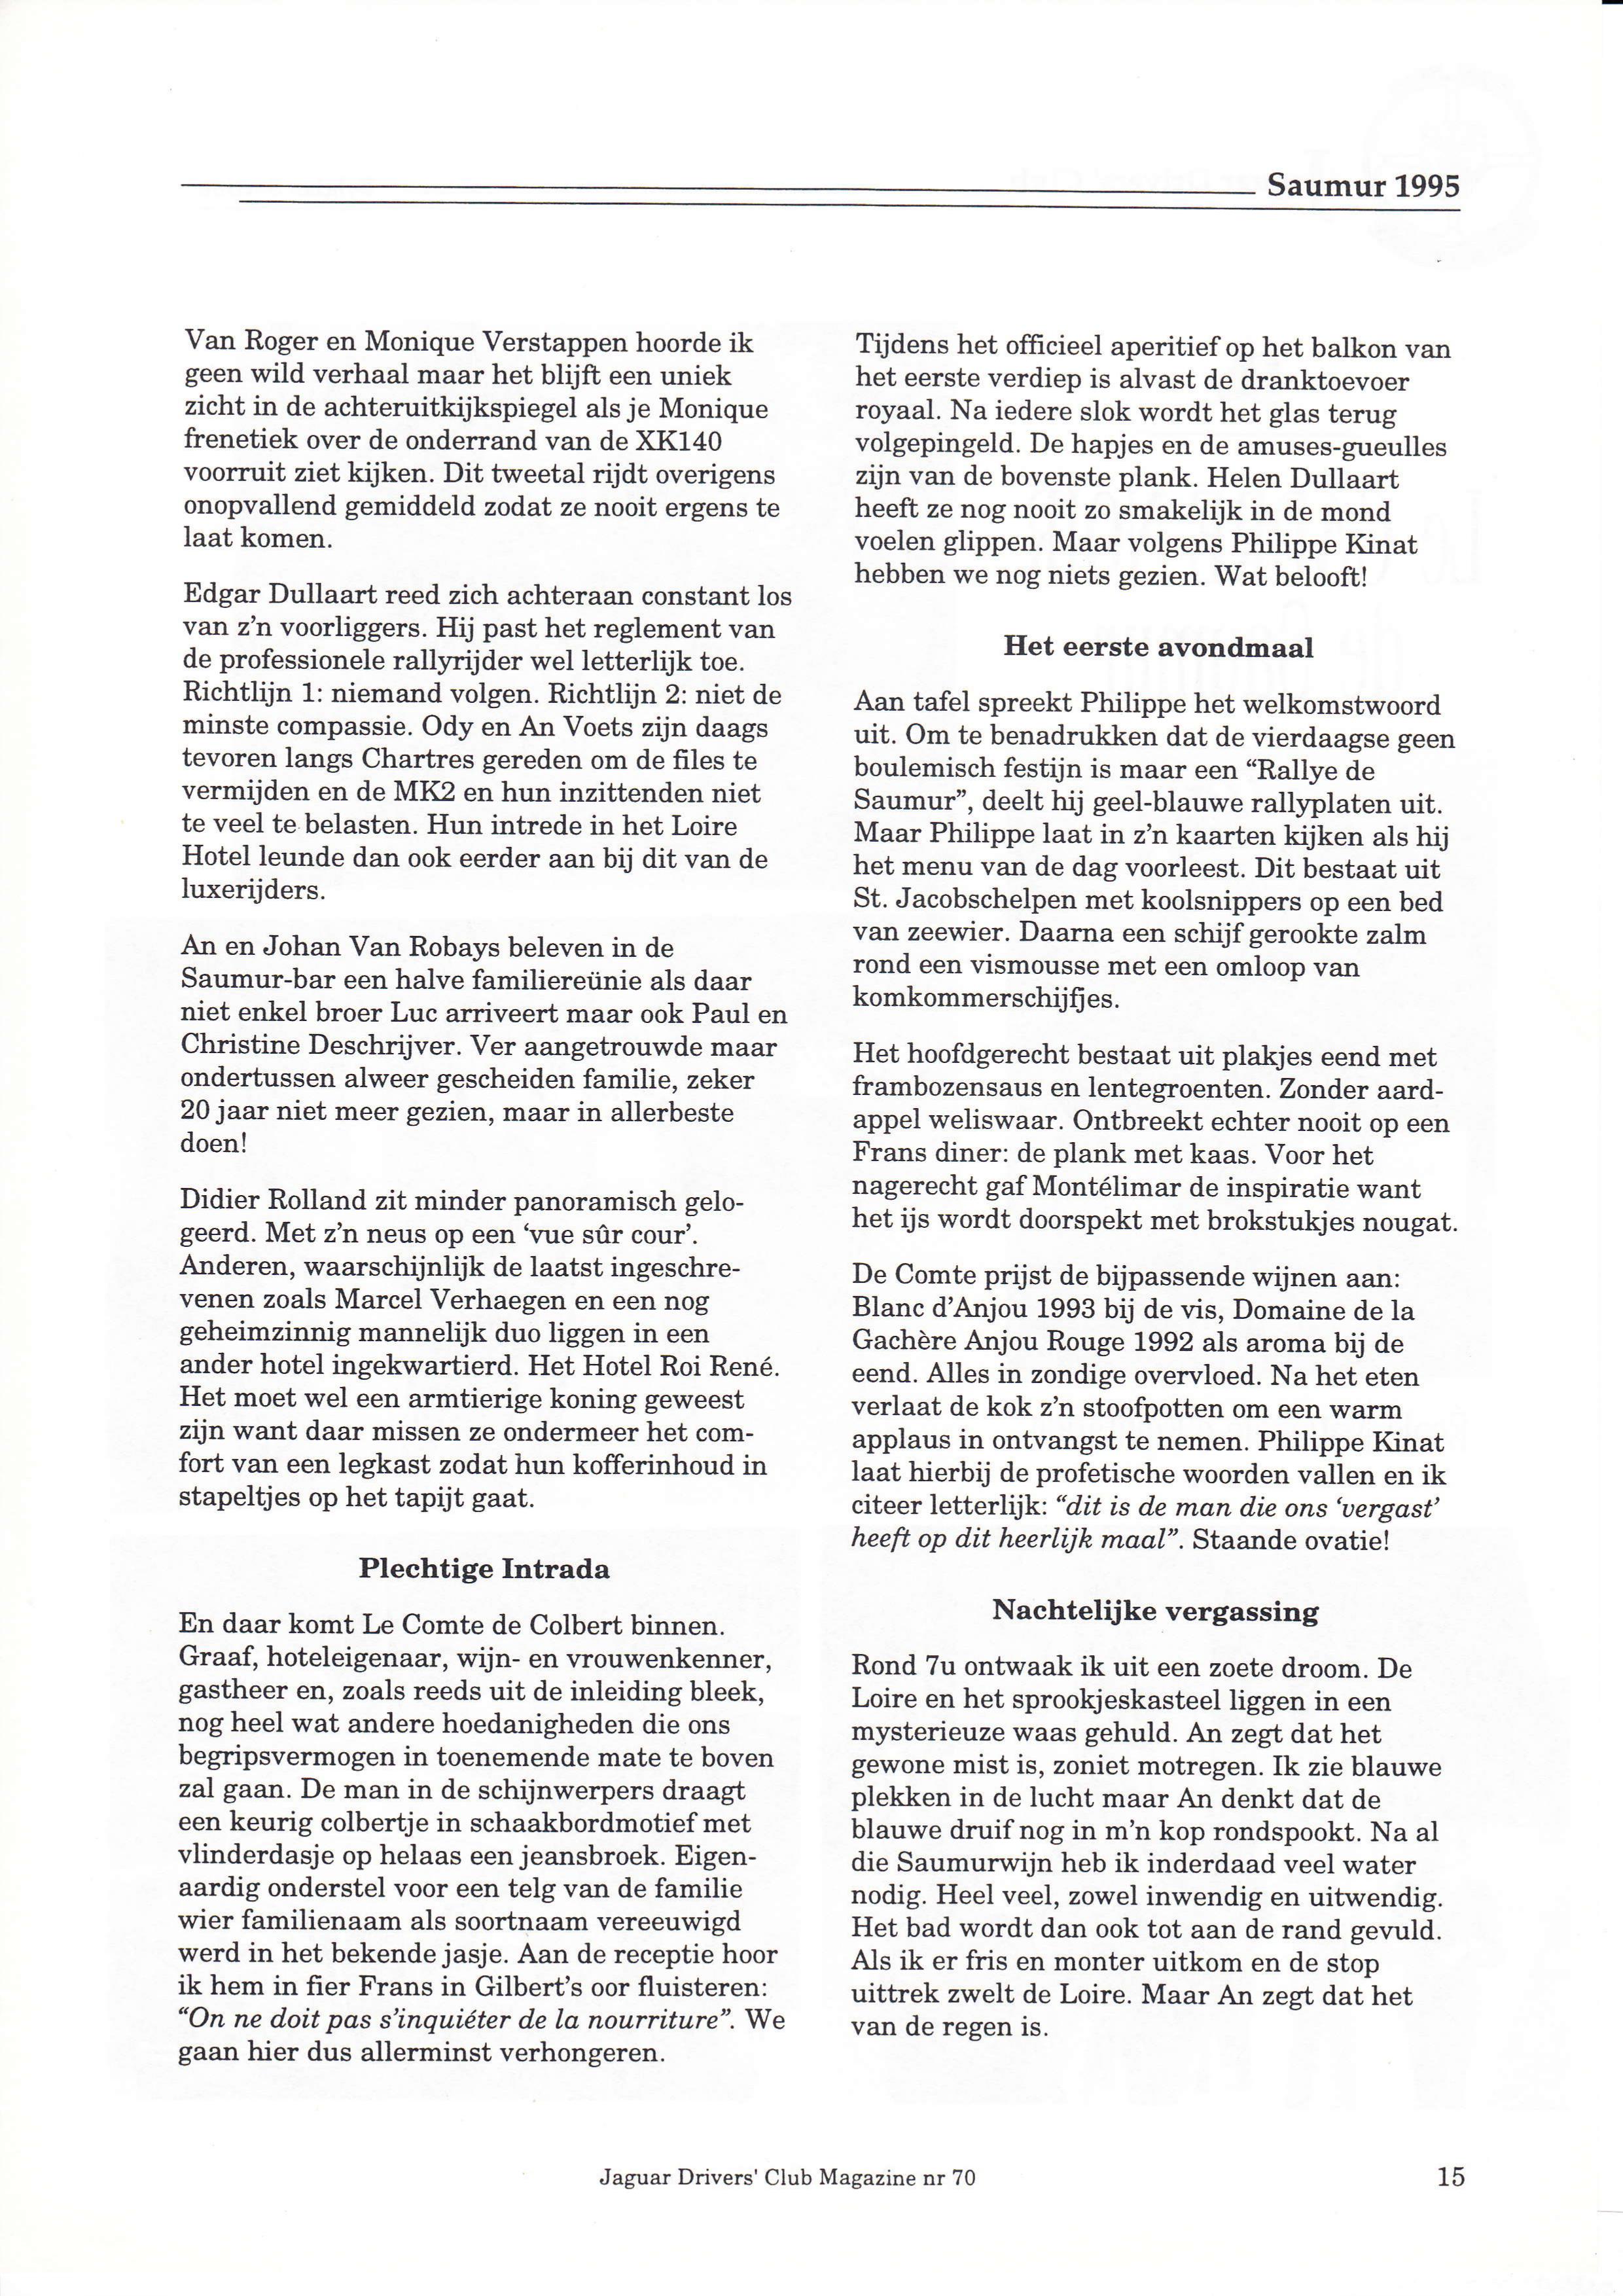 Saumur 1995
Van Roger en Monique Verstappen hoorde ik
geen wild verhaal maar het blijft een uniek
zicht in de achteruitkijkspiegel als je Monique
frenetiek over de onderrand van de XK140
voorruit ziet kijken. Dit tweetal rijdt overigens
onopvallend gemiddeld zodat ze nooit ergens te
laat komen.
Edgar Dullaart reed zich achteraan constant los
van z'n voorliggers. Hij past het reglement van
de professionele rallyrijder wel letterlijk toe.
Richtlijn 1: niemand volgen. Richtlijn 2: niet de
minste compassie. Ody en An Voets zijn daags
tevoren langs Chartres gereden om de files te
vermijden en de MK2 en hun inzittenden niet
te veel te belasten. Hun intrede in het Loire
Hotel leunde dan ook eerder aan bij dit van de
luxerijders.
An en Johan Van Robays beleven in de
Saumur-bar een halve familiereünie als daar
niet enkel broer Luc arriveert maar ook Paul en
Christine Deschrijver. Ver aangetrouwde maar
ondertussen alweer gescheiden familie, zeker
20 jaar niet meer gezien, maar in allerbeste
doen!
Didier Rolland zit minder panoramisch gelo-
geerd. Met z'n neus op een ‘vue sûr cour’.
Anderen, waarschijnlijk de laatst ingeschre-
venen zoals Marcel Verhaegen en een nog
geheimzinnig mannelijk duo liggen in een
ander hotel ingekwartierd. Het Hotel Roi René.
Het moet wel een armtierige koning geweest
zijn want daar missen ze ondermeer het com-
fort van een legkast zodat hun kofferinhoud in
stapeltjes op het tapijt gaat.
Plechtige Intrada
En daar komt Le Comte de Colbert binnen.
Graaf, hoteleigenaar, wijn- en vrouwenkenner,
gastheer en, zoals reeds uit de inleiding bleek,
nog heel wat andere hoedanigheden die ons
begripsvermogen in toenemende mate te boven
zal gaan. De man in de schijnwerpers draagt
een keurig colbertje in schaakbordmotief met
vlinderdasje op helaas een jeansbroek. Eigen-
aardig onderstel voor een telg van de familie
wier familienaam als soortnaam vereeuwigd
werd in het bekende jasje. Aan de receptie hoor
ik hem in fier Frans in Gilbert's oor fluisteren:
“On ne doit pas s'inquiéter de la nourriture”. We
gaan hier dus allerminst verhongeren.
Tijdens het officieel aperitief op het balkon van
het eerste verdiep is alvast de dranktoevoer
royaal. Na iedere slok wordt het glas terug
volgepingeld. De hapjes en de amuses-gueulles
zijn van de bovenste plank. Helen Dullaart
heeft ze nog nooit zo smakelijk in de mond
voelen glippen. Maar volgens Philippe Kinat
hebben we nog niets gezien. Wat belooft!
Het eerste avondmaal
Aan tafel spreekt Philippe het welkomstwoord
uit. Om te benadrukken dat de vierdaagse geen
boulemisch festijn is maar een “Rallye de
Saumur”, deelt hij geel-blauwe rallyplaten uit.
Maar Philippe laat in z'n kaarten kijken als hij
het menu van de dag voorleest. Dit bestaat uit
St. Jacobschelpen met koolsnippers op een bed
van zeewier. Daarna een schijf gerookte zalm
rond een vismousse met een omloop van
komkommerschijfjes.
Het hoofdgerecht bestaat uit plakjes eend met
frambozensaus en lentegroenten. Zonder aard-
appel weliswaar. Ontbreekt echter nooit op een
Frans diner: de plank met kaas. Voor het
nagerecht gaf Montélimar de inspiratie want
het ijs wordt doorspekt met brokstukjes nougat.
De Comte prijst de bijpassende wijnen aan:
Blanc d'Anjou 1993 bij de vis, Domaine de la
Gachère Anjou Rouge 1992 als aroma bij de
eend. Alles in zondige overvloed. Na het eten
verlaat de kok z'n stoofpotten om een warm
applaus in ontvangst te nemen. Philippe Kinat
laat hierbij de profetische woorden vallen en ik
citeer letterlijk: “dit is de man die ons ‘vergast’
heeft op dit heerlijk maal”. Staande ovatie!
Nachtelijke vergassing
Rond 7u ontwaak ik uit een zoete droom. De
Loire en het sprookjeskasteel liggen in een
mysterieuze waas gehuld. An zegt dat het
gewone mist is, zoniet motregen. Ik zie blauwe
plekken in de lucht maar An denkt dat de
blauwe druif nog in m'n kop rondspookt. Na al
die Saumurwijn heb ik inderdaad veel water
nodig. Heel veel, zowel inwendig en uitwendig.
Het bad wordt dan ook tot aan de rand gevuld.
Als ik er fris en monter uitkom en de stop
uittrek zwelt de Loire. Maar An zegt dat het
van de regen is.
Jaguar Drivers' Club Magazine nr 70
15